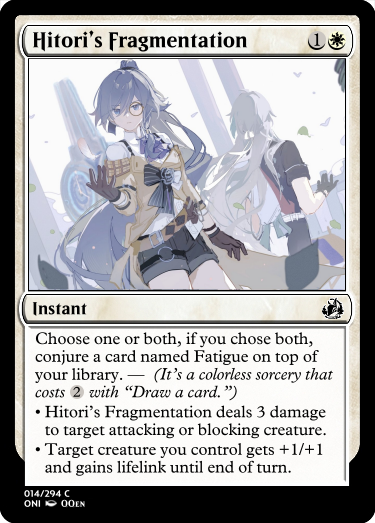 Hitori's Fragmentation 1
Instant
Choose one or both, if you chose both,
conjure a card named Fatigue on top of
your library. — (It's a colorless sorcery that
costs 2 with “Draw a card.”)
• Hitori's Fragmentation deals 3 damage
to target attacking or blocking creature.
• Target creature you control gets +1/+1
and gains lifelink until end of turn.
014/294 C
ONI OOEN